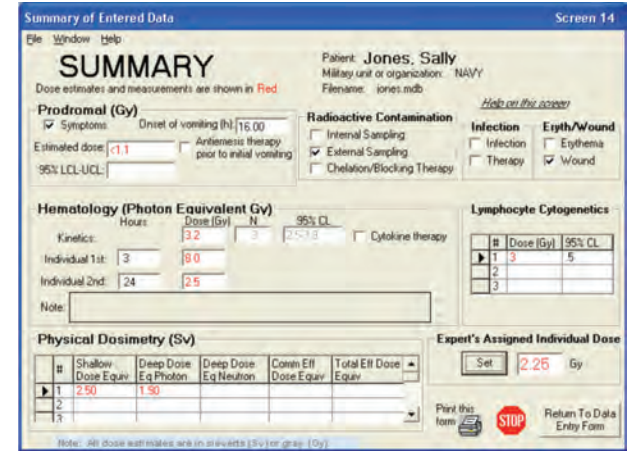 Summary of Entered Data Screen 14
File Window Help
SUMMARY
Dose estimates and measurements are shown in Red
Patient: Jones, Sally
Military unit or organization: NAVY
Filename: jones.mdb
Help on this screen
Prodromal (Gy)
Symptoms Onset of vomiting (h): 16.00
Estimated dose: <1.1 Antiemesis therapy prior to initial vomiting
95% LCL-UCL:
Radioactive Contamination
Internal Sampling
External Sampling
Chelation/Blocking Therapy
Infection
Infection
Therapy
Eryth/Wound
Erythema
Wound
Hematology (Photon Equivalent Gy)
Hours Dose (Gy) N 95% CL
Kinetics: 3.2 3 Cytokine therapy
Individual 1st: 3 8.0
Individual 2nd: 24 2.5
Note:
Lymphocyte Cytogenetics
# Dose (Gy) 95% CL
1 3 .5
2
3
Physical Dosimetry (Sv)
# Shallow Dose Equiv Deep Dose Eq Photon Deep Dose Eq Neutron Comm Eff Dose Equiv Total Eff Dose Equiv
1 2.50 1.90
2
3
Expert's Assigned Individual Dose
Set 2.25 Gy
Print this form STOP Return To Data Entry Form
Note: All dose estimates are in sieverts (Sv) or gray (Gy)